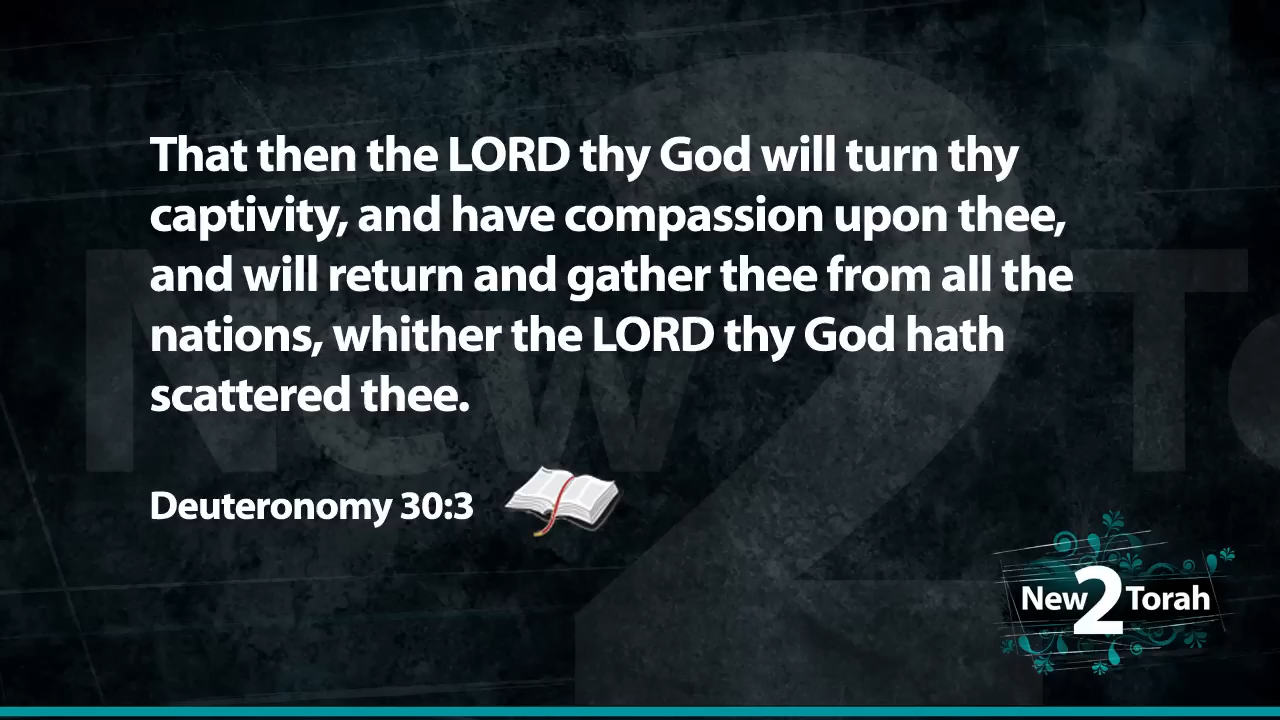 That then the LORD thy God will turn thy
captivity, and have compassion upon thee,
and will return and gather thee from all the
nations, whither the LORD thy God hath
scattered thee.
Deuteronomy 30:3
New2Torah
New 2 To